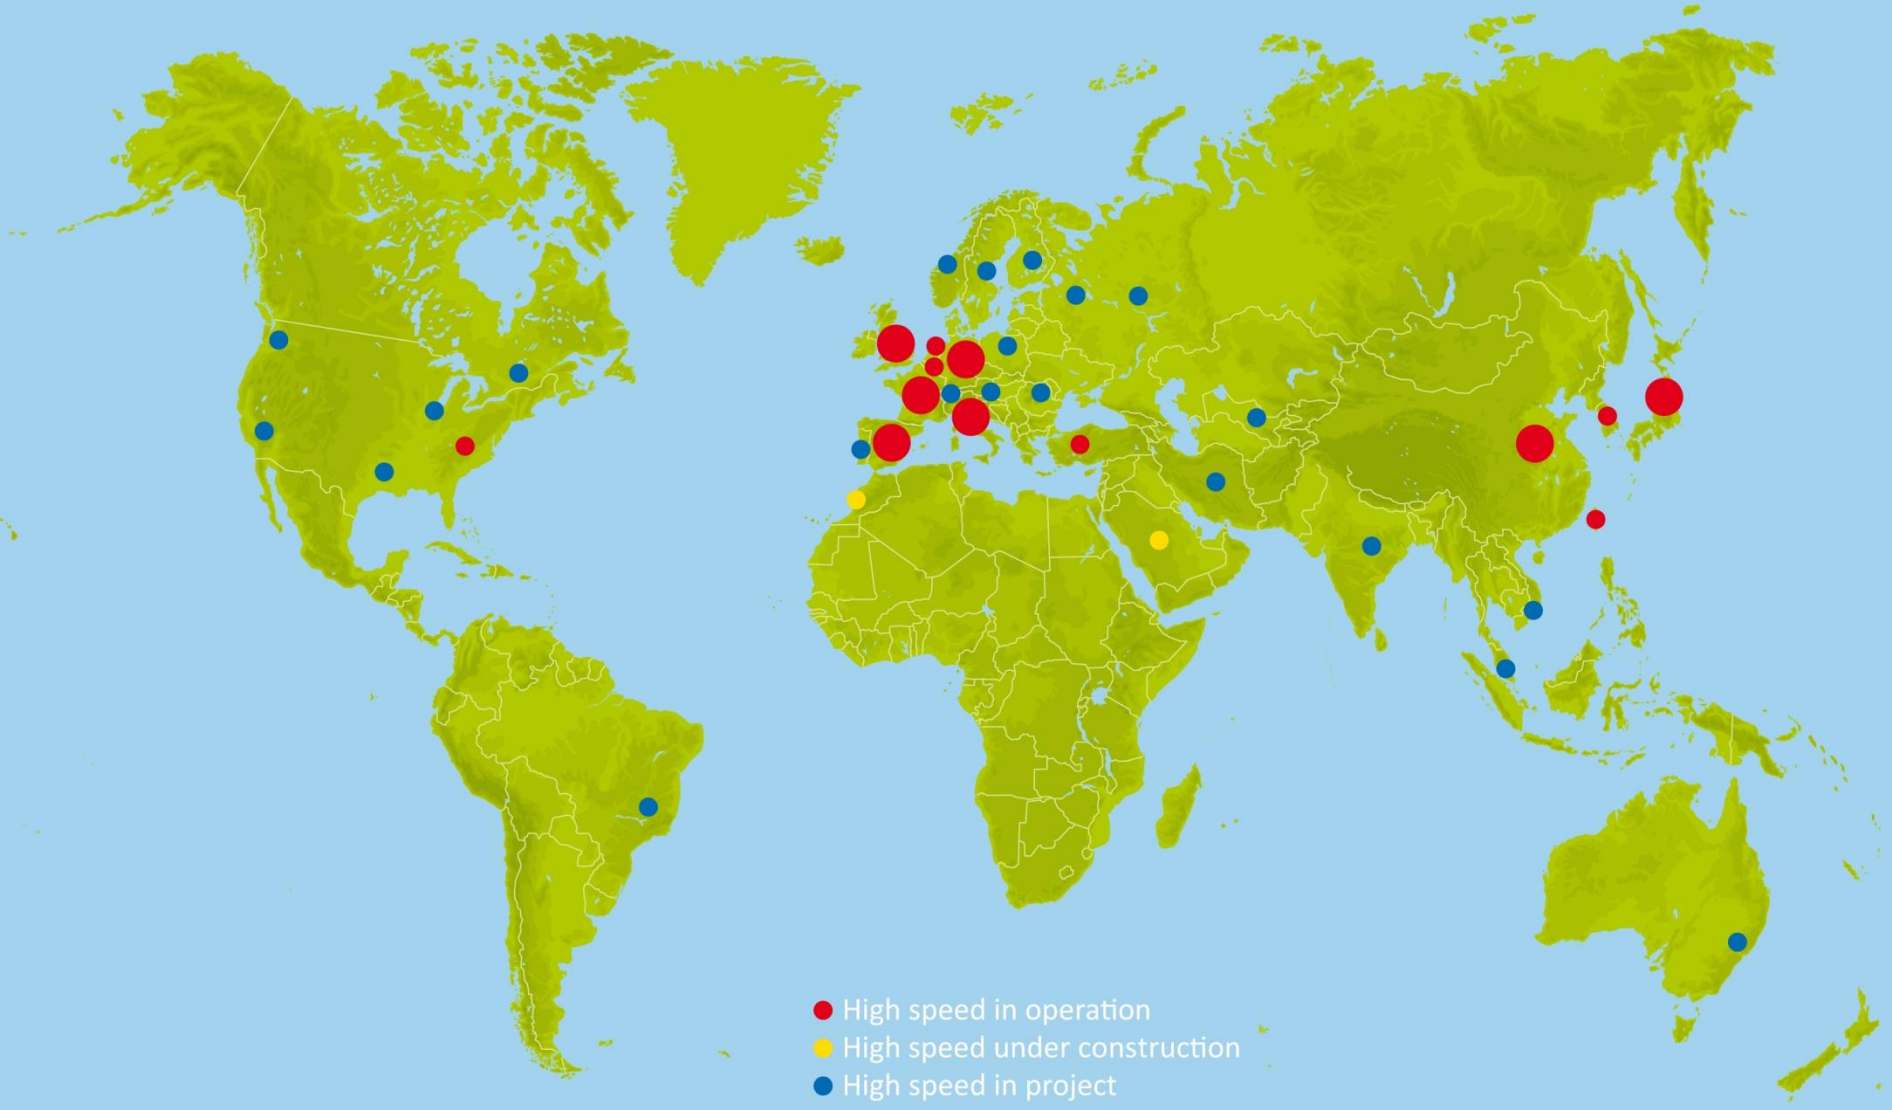 High speed in operation
High speed under construction
High speed in project